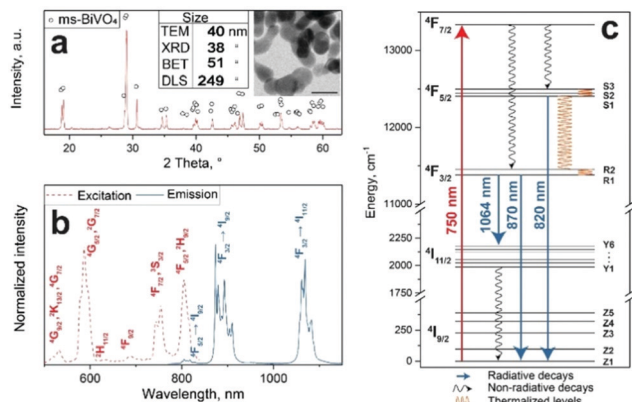 ms-BiVO₄
a
Size
TEM 40 nm
XRD 38 "
BET 51 "
DLS 249 "
Intensity, a.u.
20 30 40 50 60
2 Theta, °
b
Excitation Emission
Normalized intensity
⁴G₉/₂, ²K₁₃/₂, ⁴G₇/₂
⁴G₅/₂, ²G₇/₂
²H₁₁/₂
⁴F₉/₂
⁴F₇/₂, ⁴S₃/₂
⁴F₅/₂, ²H₉/₂
⁴F₅/₂ → ⁴I₉/₂
⁴F₃/₂ → ⁴I₉/₂
⁴F₃/₂ → ⁴I₁₁/₂
600 800 1000
Wavelength, nm
c
Energy, cm⁻¹
13000
12500
12000
11500
11000
2250
2000
1750
250
0
⁴F₇/₂
⁴F₅/₂
⁴F₃/₂
⁴I₁₁/₂
⁴I₉/₂
S3
S2
S1
R2
R1
Y6
⋮
Y1
Z5
Z4
Z3
Z2
Z1
750 nm
1064 nm
870 nm
820 nm
Radiative decays
Non-radiative decays
Thermalized levels